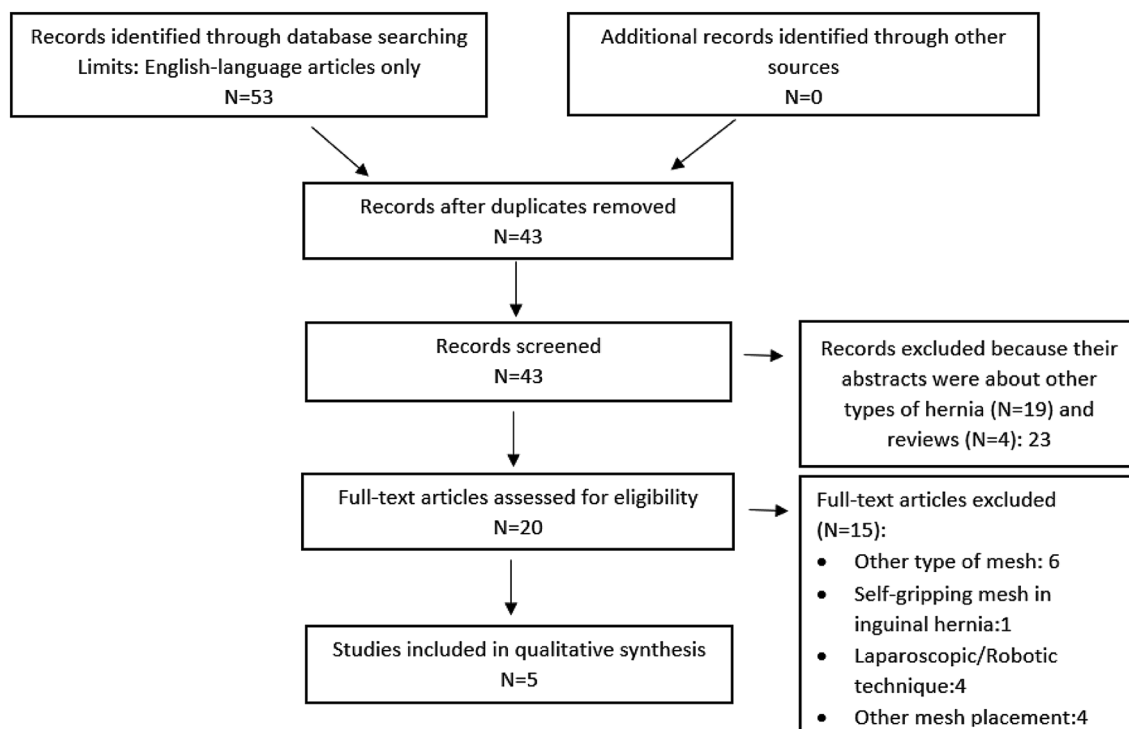 Records identified through database searching
Limits: English-language articles only
N=53
Additional records identified through other
sources
N=0
Records after duplicates removed
N=43
Records screened
N=43
Records excluded because their
abstracts were about other
types of hernia (N=19) and
reviews (N=4): 23
Full-text articles assessed for eligibility
N=20
Full-text articles excluded
(N=15):
• Other type of mesh: 6
• Self-gripping mesh in
inguinal hernia:1
• Laparoscopic/Robotic
technique:4
• Other mesh placement:4
Studies included in qualitative synthesis
N=5